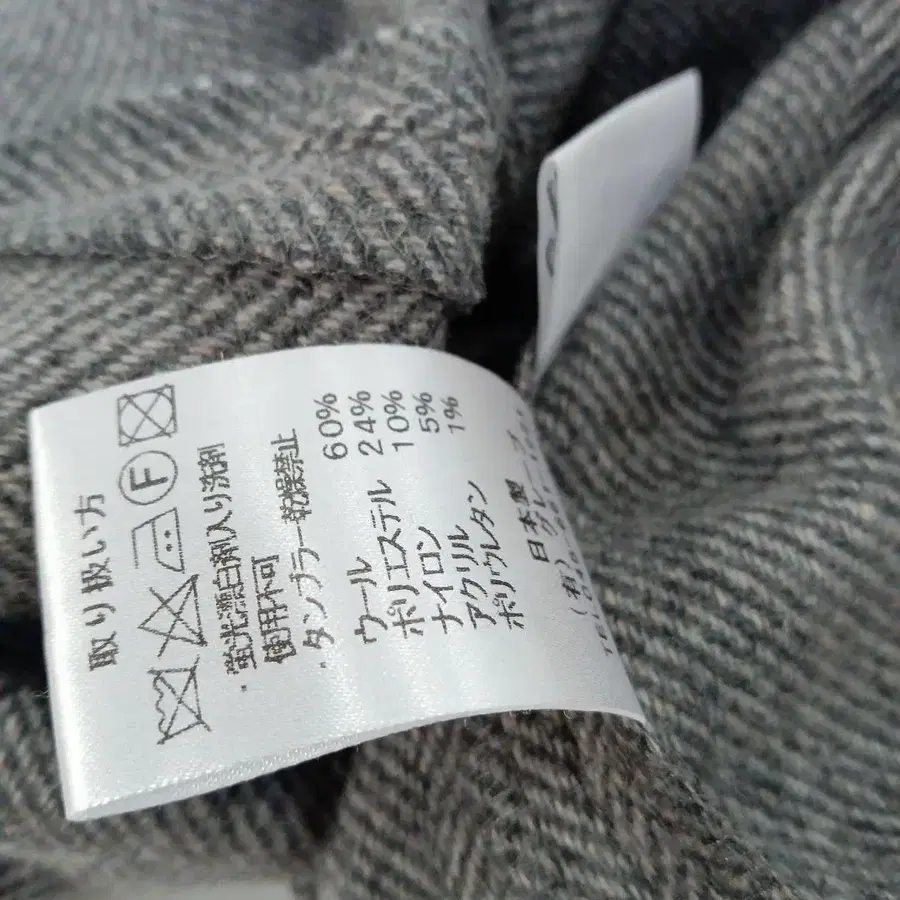 取り扱い方
F
・蛍光漂白剤入り洗剤
使用不可
・タンブラー乾燥禁止
ウール 60%
ポリエステル 24%
ナイロン 10%
アクリル 5%
ポリウレタン 1%
日本製